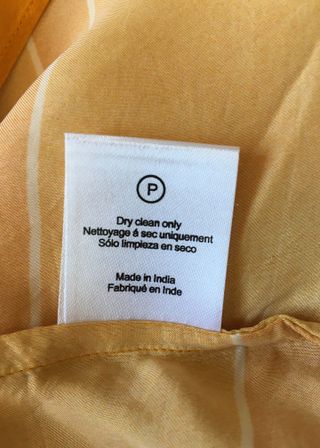 P
Dry clean only
Nettoyage á sec uniquement
Sólo limpieza en seco
Made in India
Fabriqué en Inde